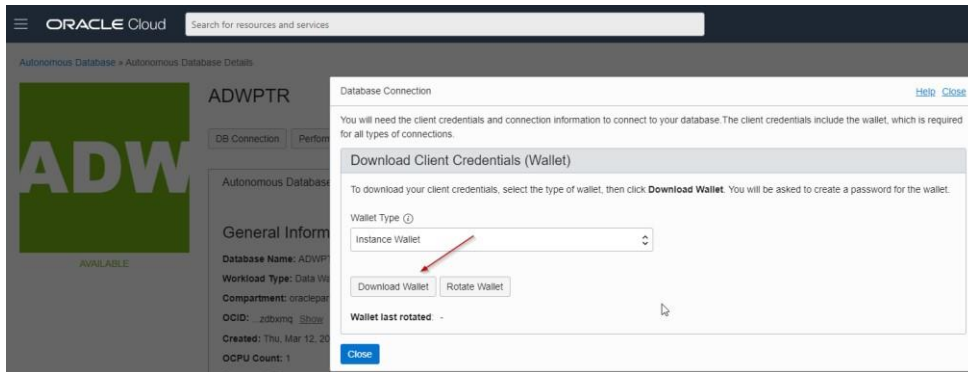 ORACLE Cloud
Search for resources and services
Autonomous Database » Autonomous Database Details
ADW
AVAILABLE
ADWPTR
DB Connection
Perform
Autonomous Database
General Inform
Database Name: ADWPT
Workload Type: Data Wa
Compartment: oraclepar
OCID: ...zdbxmq Show
Created: Thu, Mar 12, 20
OCPU Count: 1
Database Connection
Help Close
You will need the client credentials and connection information to connect to your database.The client credentials include the wallet, which is required
for all types of connections.
Download Client Credentials (Wallet)
To download your client credentials, select the type of wallet, then click Download Wallet. You will be asked to create a password for the wallet.
Wallet Type i
Instance Wallet
Download Wallet
Rotate Wallet
Wallet last rotated: -
Close